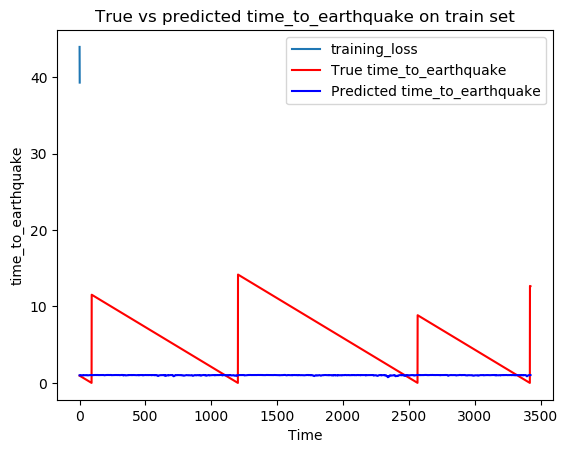 True vs predicted time_to_earthquake on train set
training_loss
True time_to_earthquake
Predicted time_to_earthquake
time_to_earthquake
40
30
20
10
0
0 500 1000 1500 2000 2500 3000 3500
Time